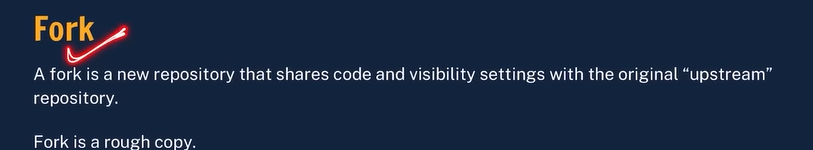 Fork
A fork is a new repository that shares code and visibility settings with the original “upstream”
repository.
Fork is a rough copy.